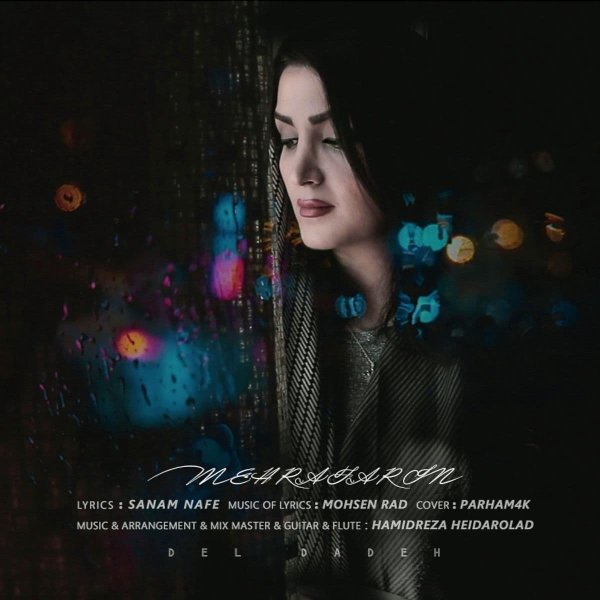 MEHRAFARIN
LYRICS : SANAM NAFE MUSIC OF LYRICS : MOHSEN RAD COVER : PARHAM4K
MUSIC & ARRANGEMENT & MIX MASTER & GUITAR & FLUTE : HAMIDREZA HEIDAROLAD
DEL DADEH